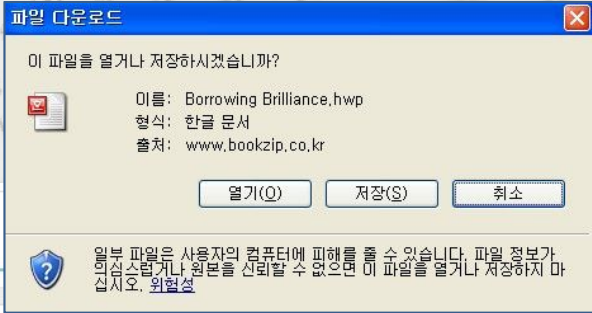 파일 다운로드
이 파일을 열거나 저장하시겠습니까?
이름: Borrowing Brilliance.hwp
형식: 한글 문서
출처: www.bookzip.co.kr
열기(O) 저장(S) 취소
일부 파일은 사용자의 컴퓨터에 피해를 줄 수 있습니다. 파일 정보가
의심스럽거나 원본을 신뢰할 수 없으면 이 파일을 열거나 저장하지 마
십시오. 위험성